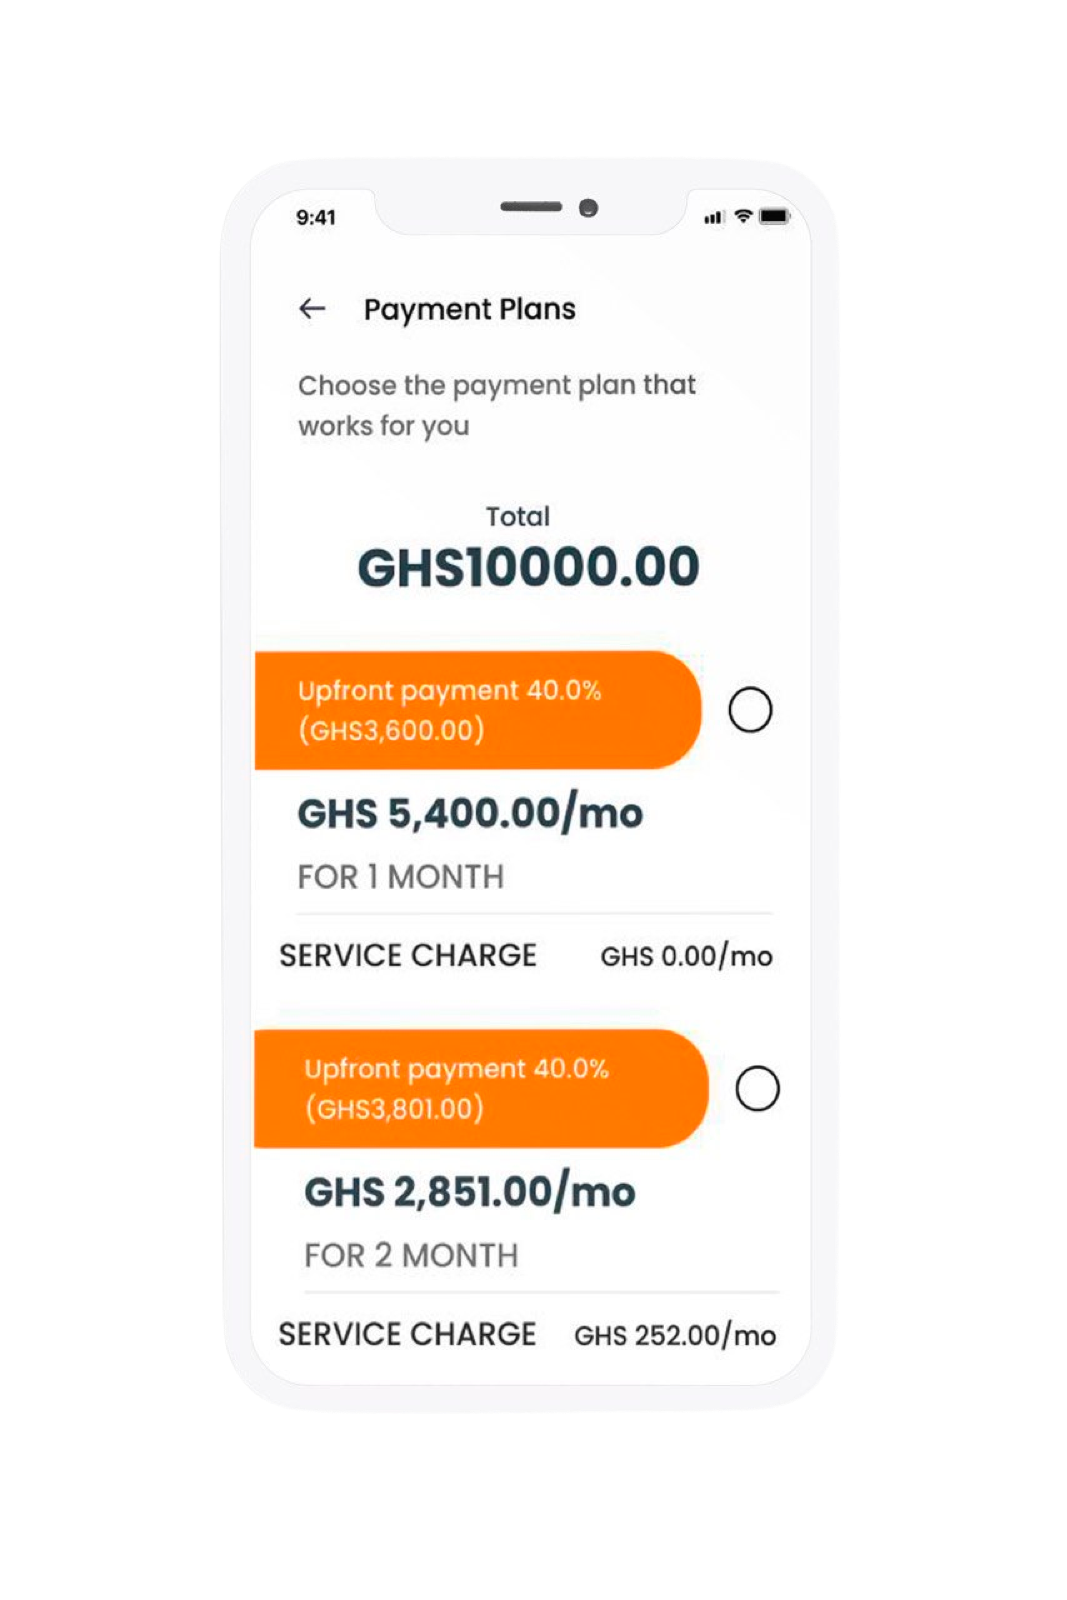 9:41
Payment Plans
Choose the payment plan that
works for you
Total
GHS10000.00
Upfront payment 40.0%
(GHS3,600.00)
GHS 5,400.00/mo
FOR 1 MONTH
SERVICE CHARGE GHS 0.00/mo
Upfront payment 40.0%
(GHS3,801.00)
GHS 2,851.00/mo
FOR 2 MONTH
SERVICE CHARGE GHS 252.00/mo